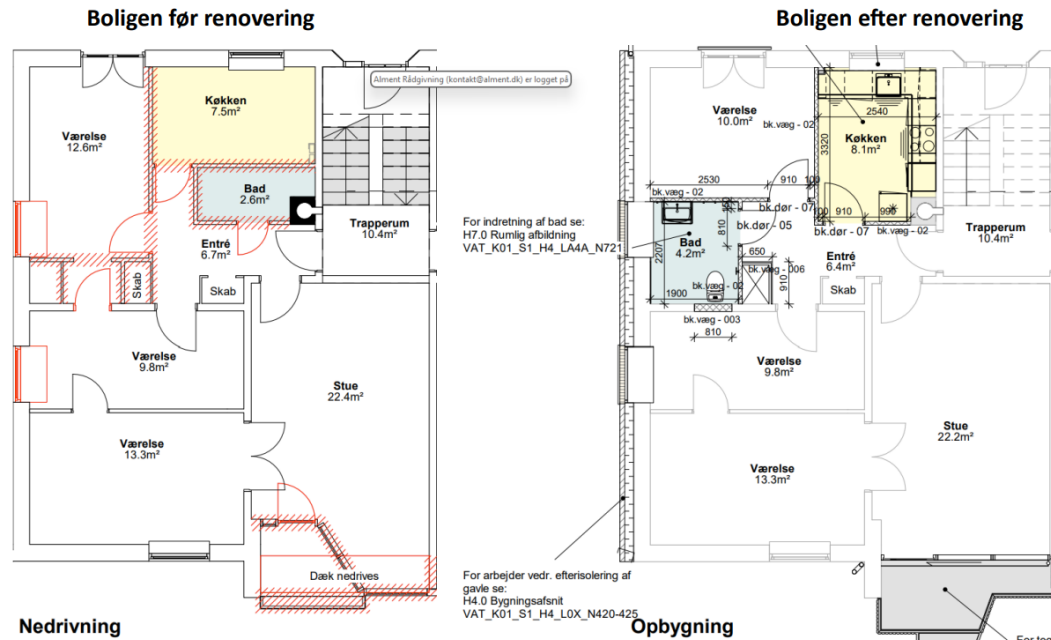 Boligen før renovering
Boligen efter renovering
Alment Rådgivning (kontakt@alment.dk) er logget på
Køkken
7.5m²
Værelse
12.6m²
Bad
2.6m²
Trapperum
10.4m²
Entré
6.7m²
Skab
Skab
Værelse
9.8m²
Stue
22.4m²
Værelse
13.3m²
Dæk nedrives
Nedrivning
For indretning af bad se:
H7.0 Rumlig afbildning
VAT_K01_S1_H4_LA4A_N721
For arbejder vedr. efterisolering af
gavle se:
H4.0 Bygningsafsnit
VAT_K01_S1_H4_L0X_N420-425
Værelse
10.0m²
bk.væg - 02
2540
3320
Køkken
8.1m²
2530
910
100
bk.væg - 02
bk.dør - 07
bk.dør - 05
100
910
990
bk.dør - 07
bk.væg - 02
Trapperum
10.4m²
Bad
4.2m²
810
2207
650
Entré
6.4m²
bk.væg - 006
bk.væg - 02
910
1900
Skab
bk.væg - 003
810
Værelse
9.8m²
Stue
22.2m²
Værelse
13.3m²
Opbygning